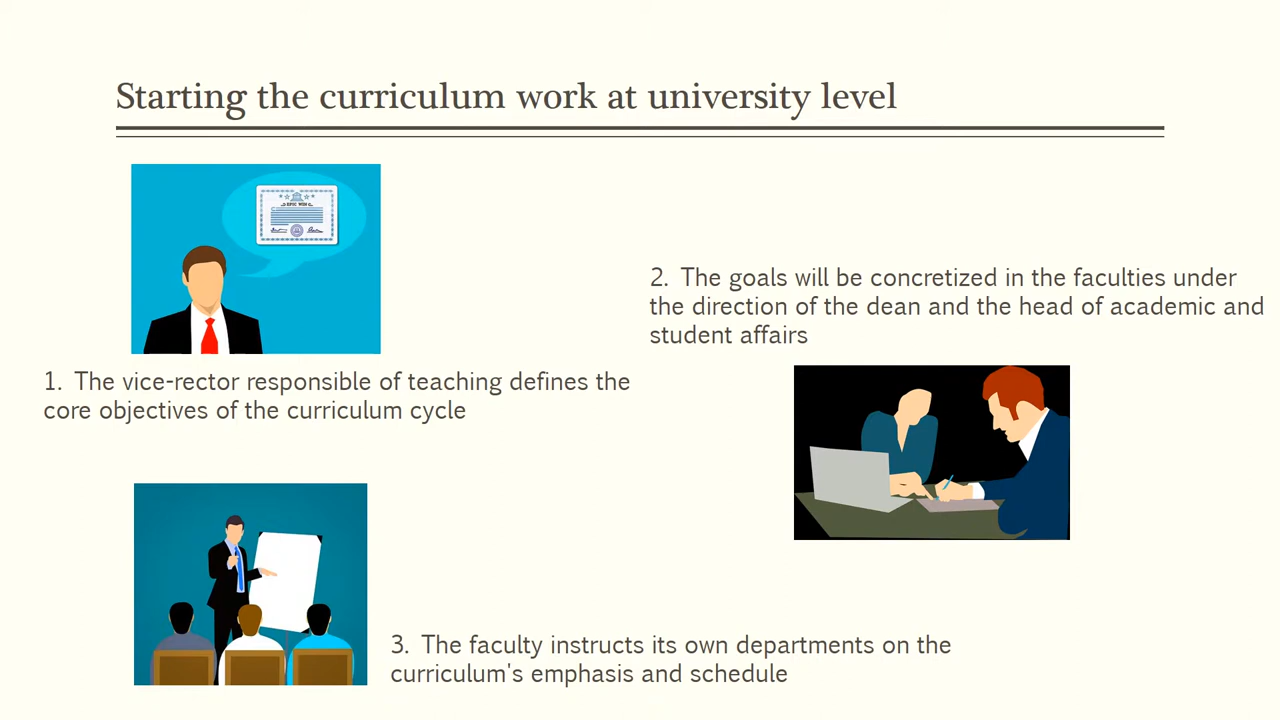 Starting the curriculum work at university level
EPIC WIN
1. The vice-rector responsible of teaching defines the
core objectives of the curriculum cycle
2. The goals will be concretized in the faculties under
the direction of the dean and the head of academic and
student affairs
3. The faculty instructs its own departments on the
curriculum's emphasis and schedule